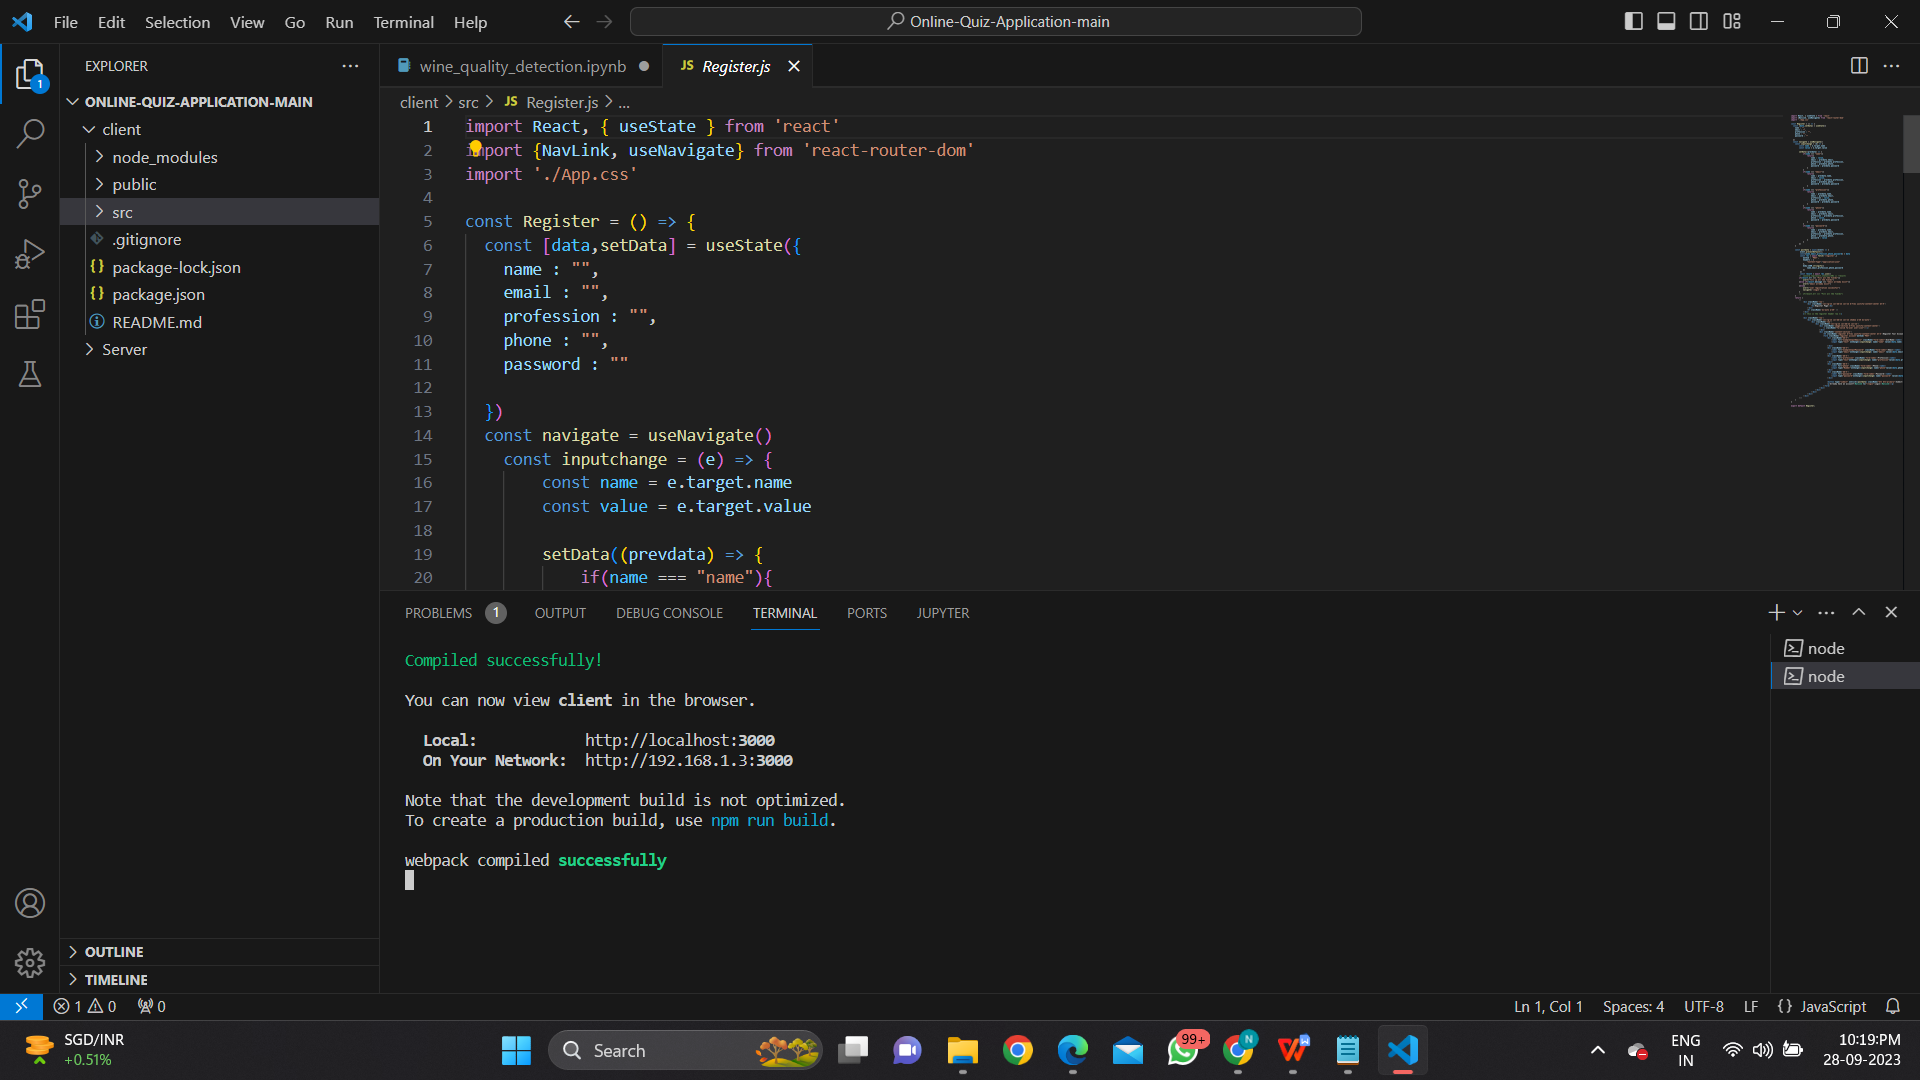 File Edit Selection View Go Run Terminal Help
Online-Quiz-Application-main
EXPLORER
ONLINE-QUIZ-APPLICATION-MAIN
client
node_modules
public
src
.gitignore
package-lock.json
package.json
README.md
Server
OUTLINE
TIMELINE
wine_quality_detection.ipynb
JS Register.js
client > src > JS Register.js > ...
1 import React, { useState } from 'react'
2 import {NavLink, useNavigate} from 'react-router-dom'
3 import './App.css'
4
5 const Register = () => {
6 const [data,setData] = useState({
7 name : "",
8 email : "",
9 profession : "",
10 phone : "",
11 password : ""
12
13 })
14 const navigate = useNavigate()
15 const inputchange = (e) => {
16 const name = e.target.name
17 const value = e.target.value
18
19 setData((prevdata) => {
20 if(name === "name"){
PROBLEMS 1 OUTPUT DEBUG CONSOLE TERMINAL PORTS JUPYTER
Compiled successfully!
You can now view client in the browser.
Local: http://localhost:3000
On Your Network: http://192.168.1.3:3000
Note that the development build is not optimized.
To create a production build, use npm run build.
webpack compiled successfully
node
node
1 0 0
Ln 1, Col 1 Spaces: 4 UTF-8 LF {} JavaScript
SGD/INR
+0.51%
Search
99+
N
ENG
IN
10:19:PM
28-09-2023